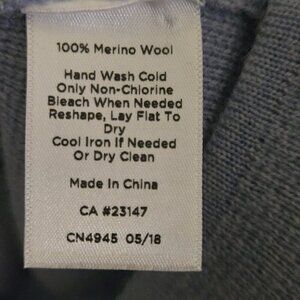 100% Merino Wool
Hand Wash Cold
Only Non-Chlorine
Bleach When Needed
Reshape, Lay Flat To
Dry
Cool Iron If Needed
Or Dry Clean
Made In China
CA #23147
CN4945 05/18